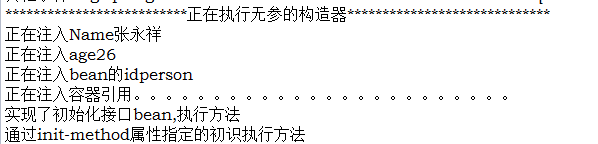 **************************正在执行无参的构造器*****************************
正在注入Name张永祥
正在注入age26
正在注入bean的idperson
正在注入容器引用。。。。。。。。。。。。。。。。。。。。。。。。
实现了初始化接口bean,执行方法
通过init-method属性指定的初识执行方法